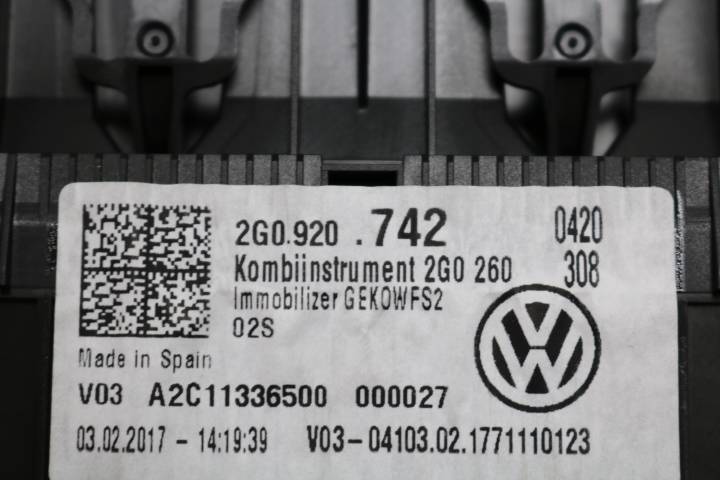 2G0.920 .742 0420
Kombiinstrument 2G0 260 308
Immobilizer GEKOWFS2
02S
Made in Spain
V03 A2C11336500 000027
03.02.2017 - 14:19:39 V03-04103.02.1771110123